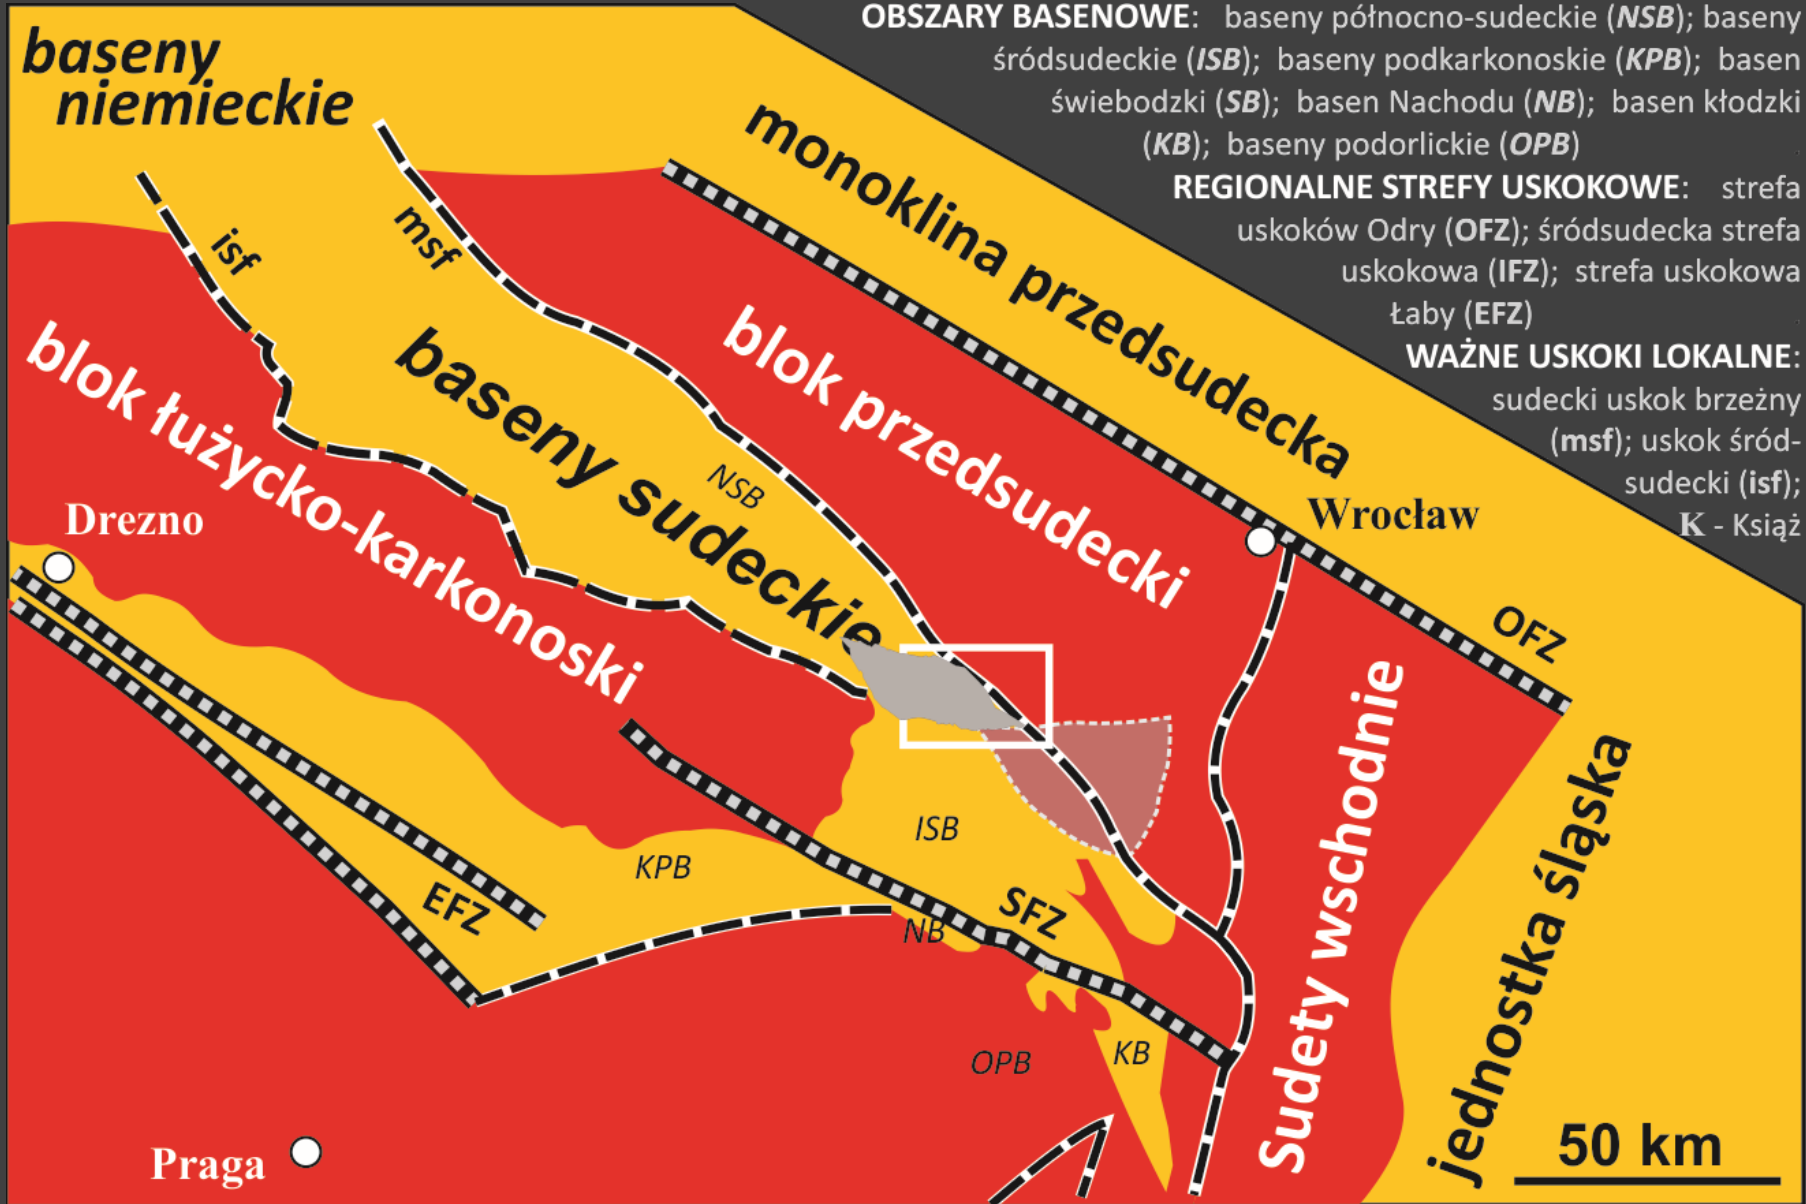 OBSZARY BASENOWE: baseny północno-sudeckie (NSB); baseny
śródsudeckie (ISB); baseny podkarkonoskie (KPB); basen
świebodzki (SB); basen Nachodu (NB); basen kłodzki
(KB); baseny podorlickie (OPB)
REGIONALNE STREFY USKOKOWE: strefa
uskoków Odry (OFZ); śródsudecka strefa
uskokowa (IFZ); strefa uskokowa
Łaby (EFZ)
WAŻNE USKOKI LOKALNE:
sudecki uskok brzeżny
(msf); uskok śród-
sudecki (isf);
K - Książ
baseny
niemieckie
monoklina przedsudecka
isf
msf
blok przedsudecki
baseny sudeckie
blok łużycko-karkonoski
NSB
Drezno
Wrocław
OFZ
Sudety wschodnie
jednostka śląska
ISB
KPB
EFZ
SFZ
NB
OPB
KB
Praga
50 km